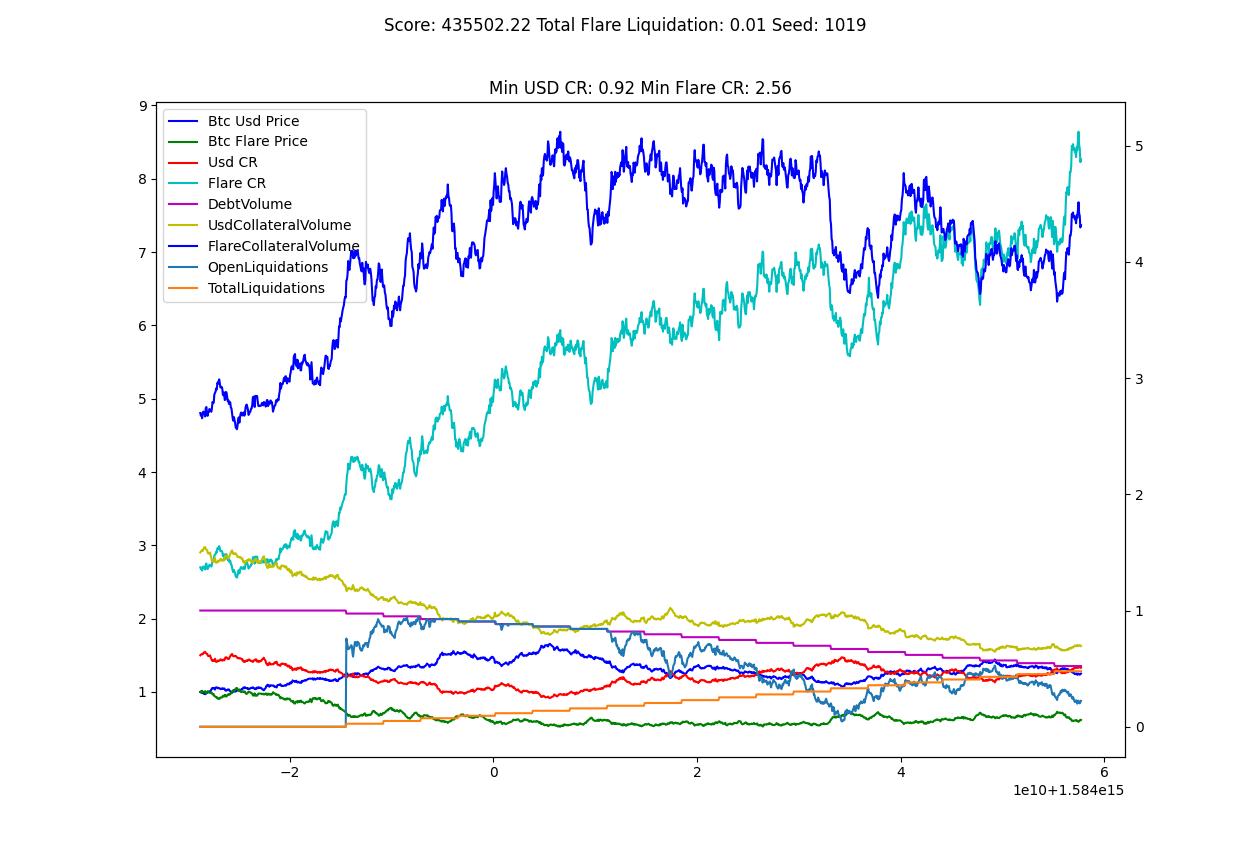 Score: 435502.22 Total Flare Liquidation: 0.01 Seed: 1019
Min USD CR: 0.92 Min Flare CR: 2.56
Btc Usd Price
Btc Flare Price
Usd CR
Flare CR
DebtVolume
UsdCollateralVolume
FlareCollateralVolume
OpenLiquidations
TotalLiquidations
9
8
7
6
5
4
3
2
1
5
4
3
2
1
0
−2
0
2
4
6
1e10+1.584e15